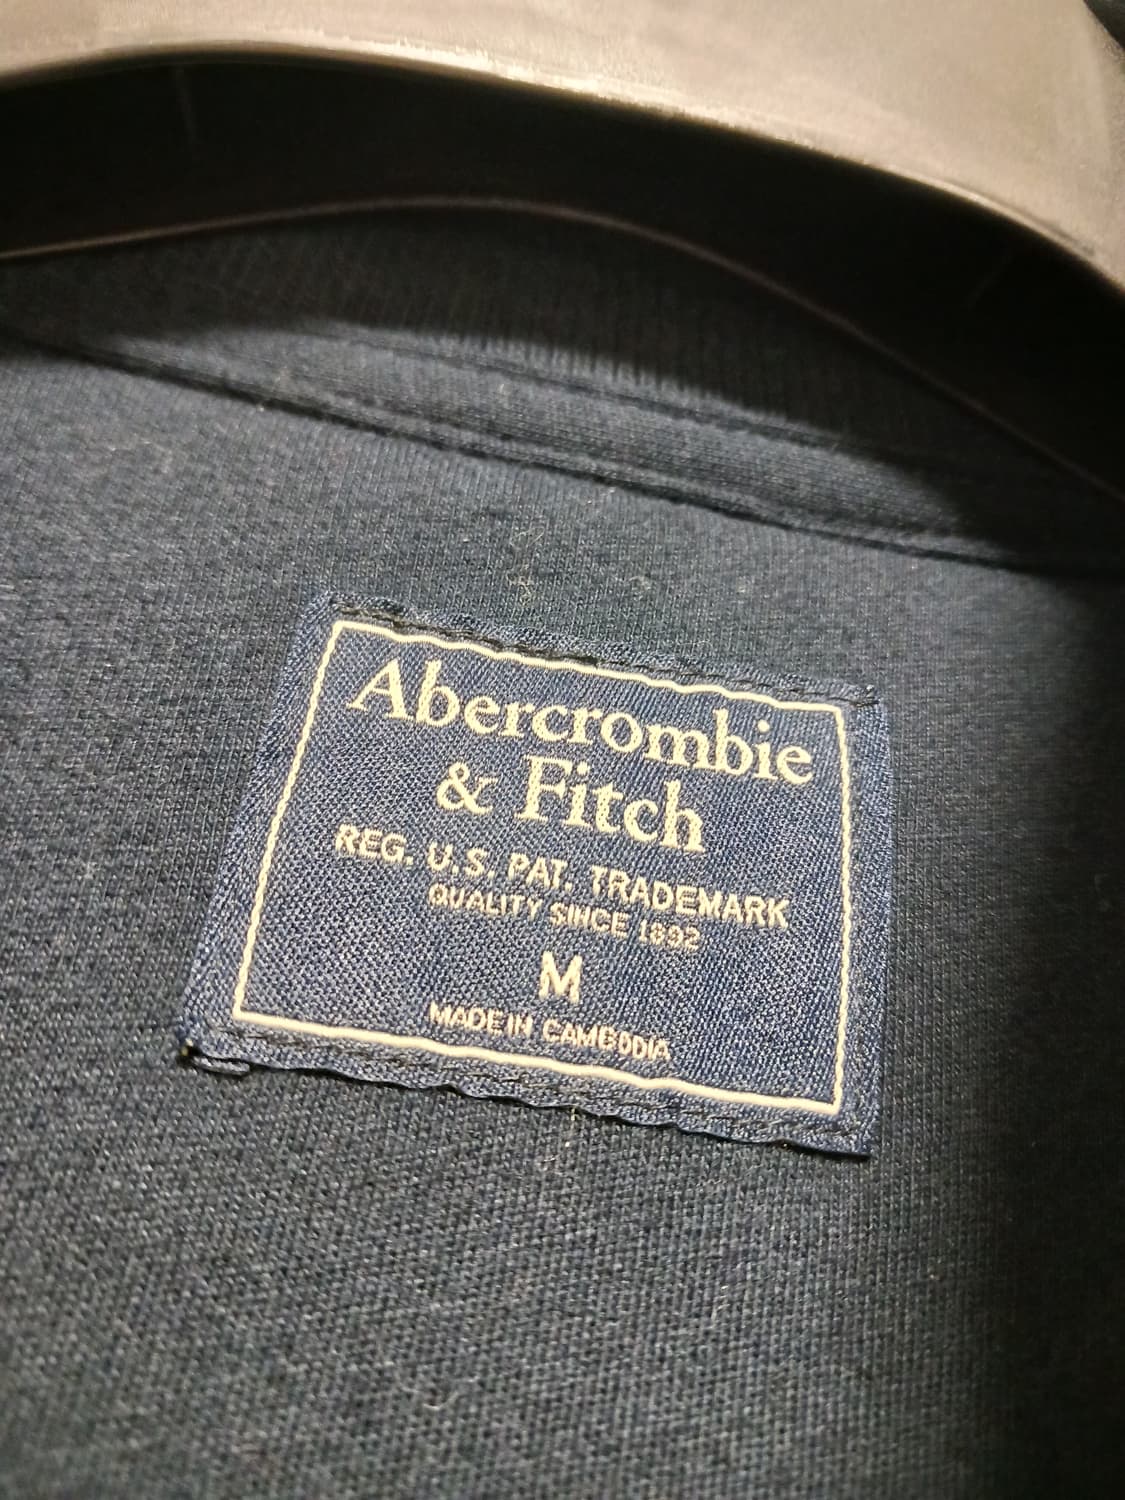 Abercrombie
& Fitch
REG. U.S. PAT. TRADEMARK
QUALITY SINCE 1892
M
MADE IN CAMBODIA